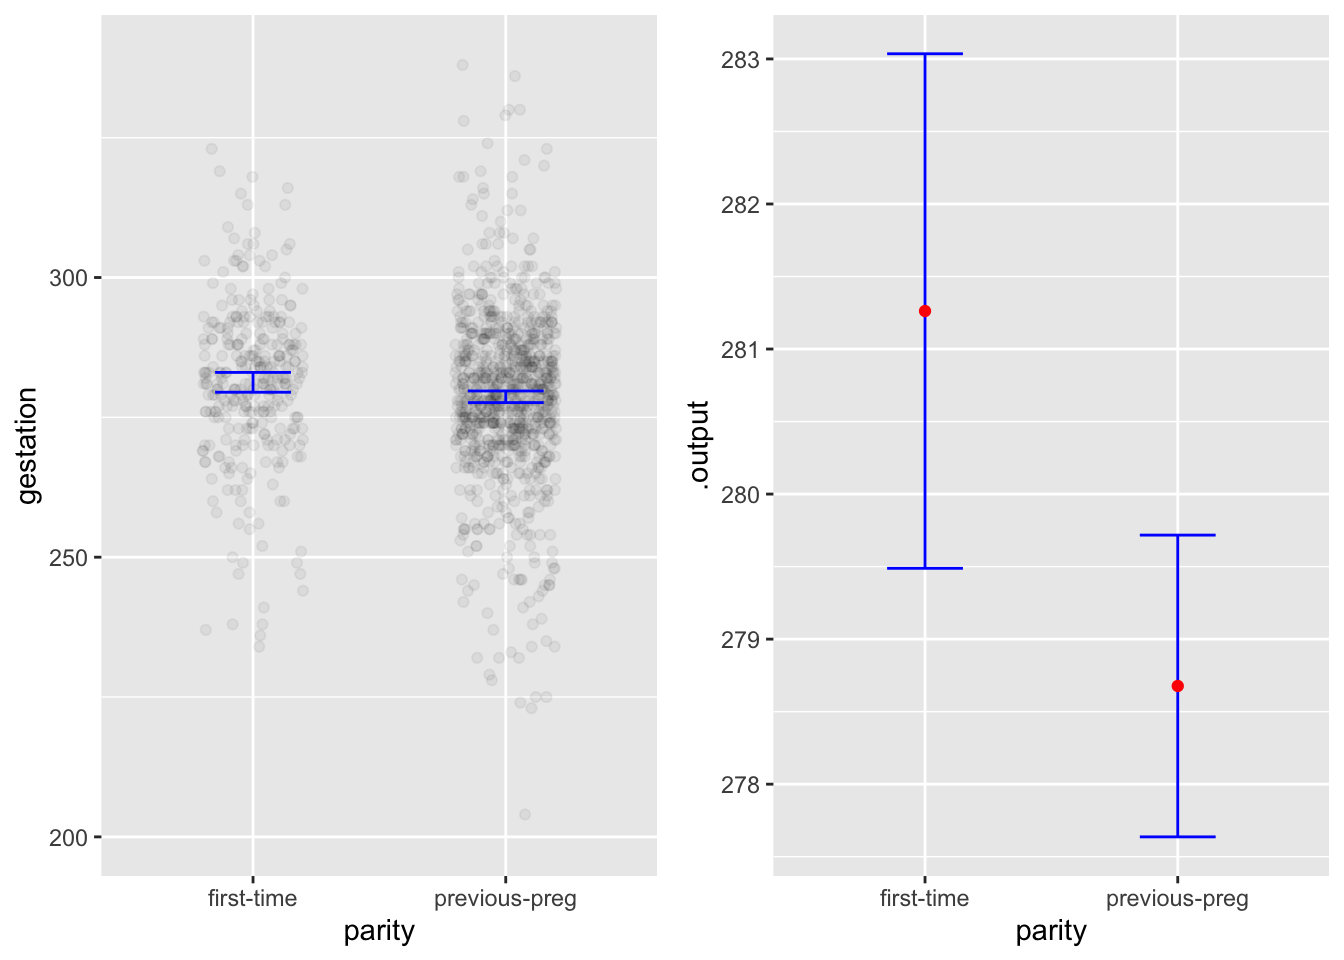 gestation
300
250
200
first-time previous-preg
parity
.output
283
282
281
280
279
278
first-time previous-preg
parity